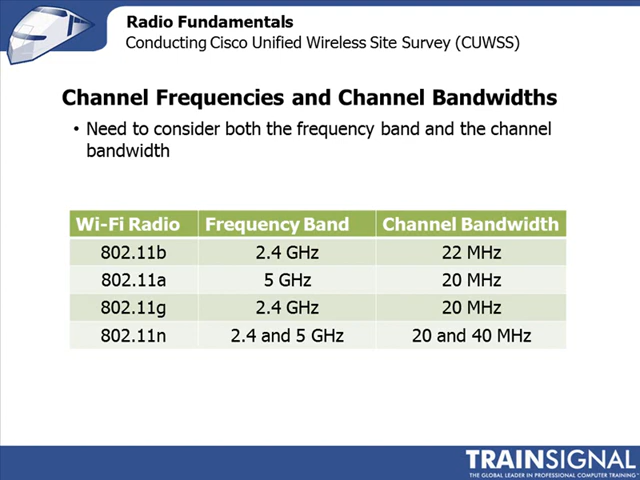 Radio Fundamentals
Conducting Cisco Unified Wireless Site Survey (CUWSS)
Channel Frequencies and Channel Bandwidths
• Need to consider both the frequency band and the channel
bandwidth
Wi-Fi Radio Frequency Band Channel Bandwidth
802.11b 2.4 GHz 22 MHz
802.11a 5 GHz 20 MHz
802.11g 2.4 GHz 20 MHz
802.11n 2.4 and 5 GHz 20 and 40 MHz
TRAINSIGNAL
THE GLOBAL LEADER IN PROFESSIONAL COMPUTER TRAINING